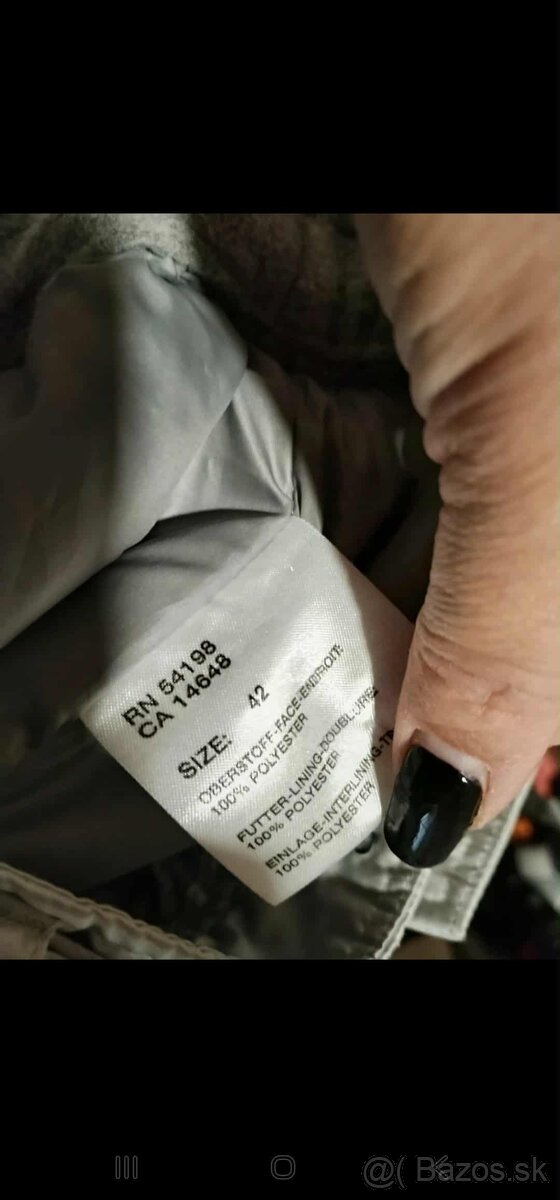 RN 54198
CA 14648
SIZE: 42
OBERSTOFF-FACE-ENDROIT:
100% POLYESTER
FUTTER-LINING-DOUBLURE:
100% POLYESTER
EINLAGE-INTERLINING-
100% POLYESTER
@( Bazos.sk